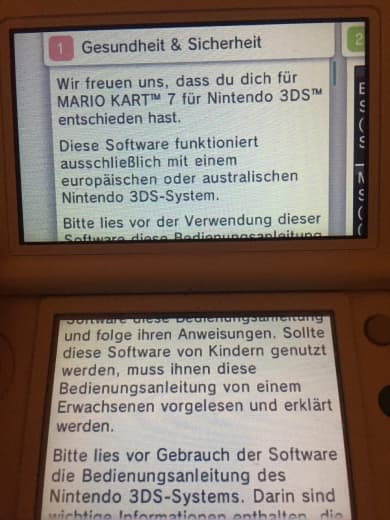 1 Gesundheit & Sicherheit
2
Wir freuen uns, dass du dich für
MARIO KART™ 7 für Nintendo 3DS™
entschieden hast.
Diese Software funktioniert
ausschließlich mit einem
europäischen oder australischen
Nintendo 3DS-System.
Bitte lies vor der Verwendung dieser
Software diese Bedienungsanleitung
Software diese Bedienungsanleitung
und folge ihren Anweisungen. Sollte
diese Software von Kindern genutzt
werden, muss ihnen diese
Bedienungsanleitung von einem
Erwachsenen vorgelesen und erklärt
werden.
Bitte lies vor Gebrauch der Software
die Bedienungsanleitung des
Nintendo 3DS-Systems. Darin sind
wichtige Informationen enthalten, die